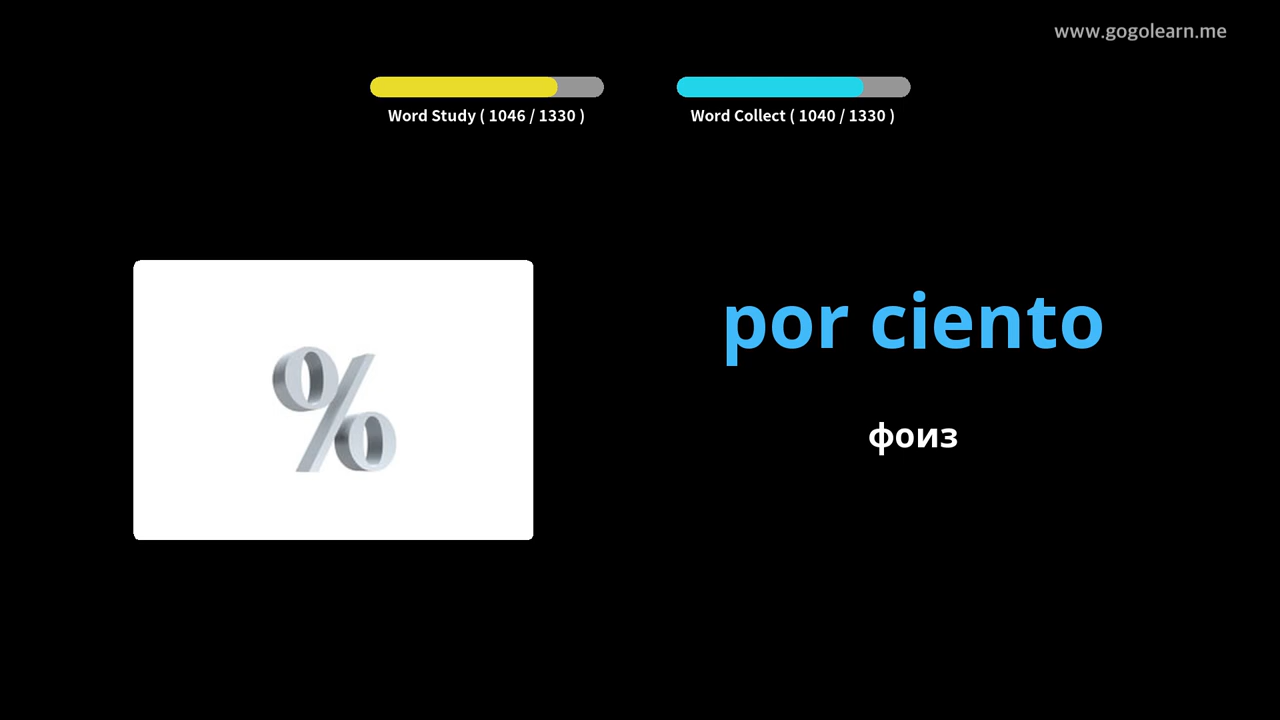 www.gogolearn.me
Word Study ( 1046 / 1330 )
Word Collect ( 1040 / 1330 )
%
por ciento
фоиз